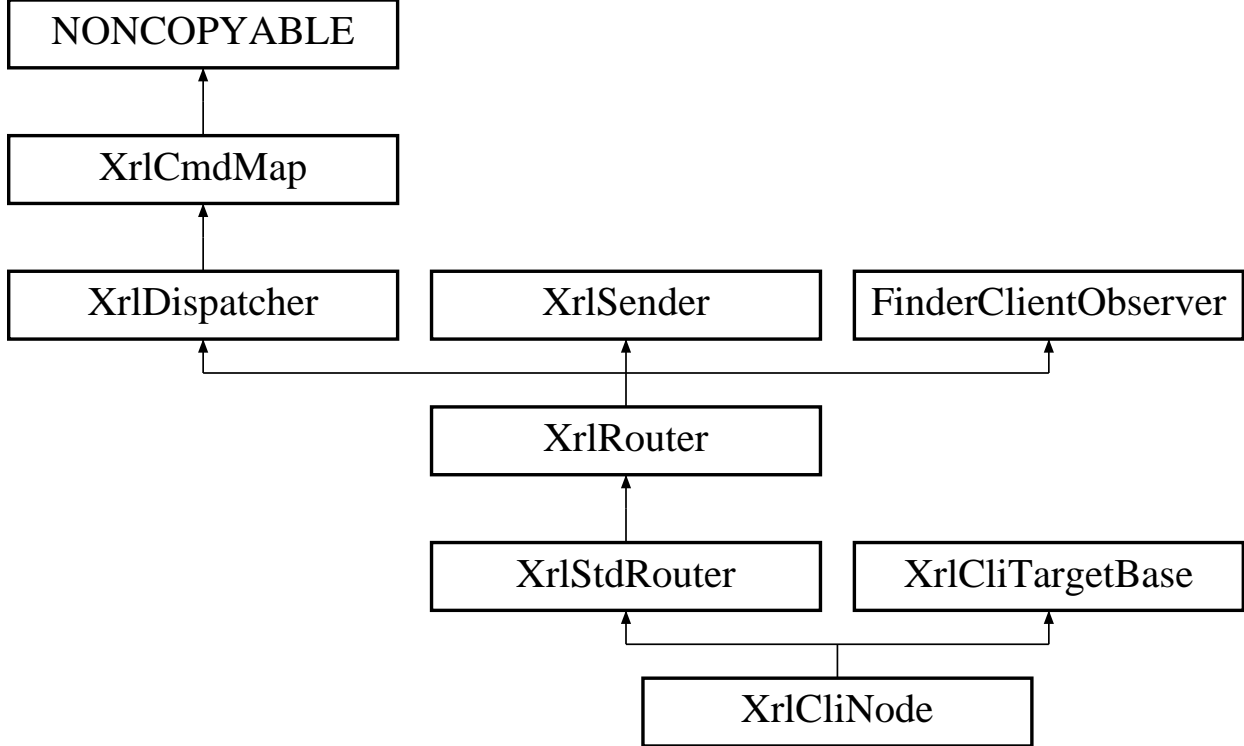 NONCOPYABLE
XrlCmdMap
XrlDispatcher
XrlSender
FinderClientObserver
XrlRouter
XrlStdRouter
XrlCliTargetBase
XrlCliNode